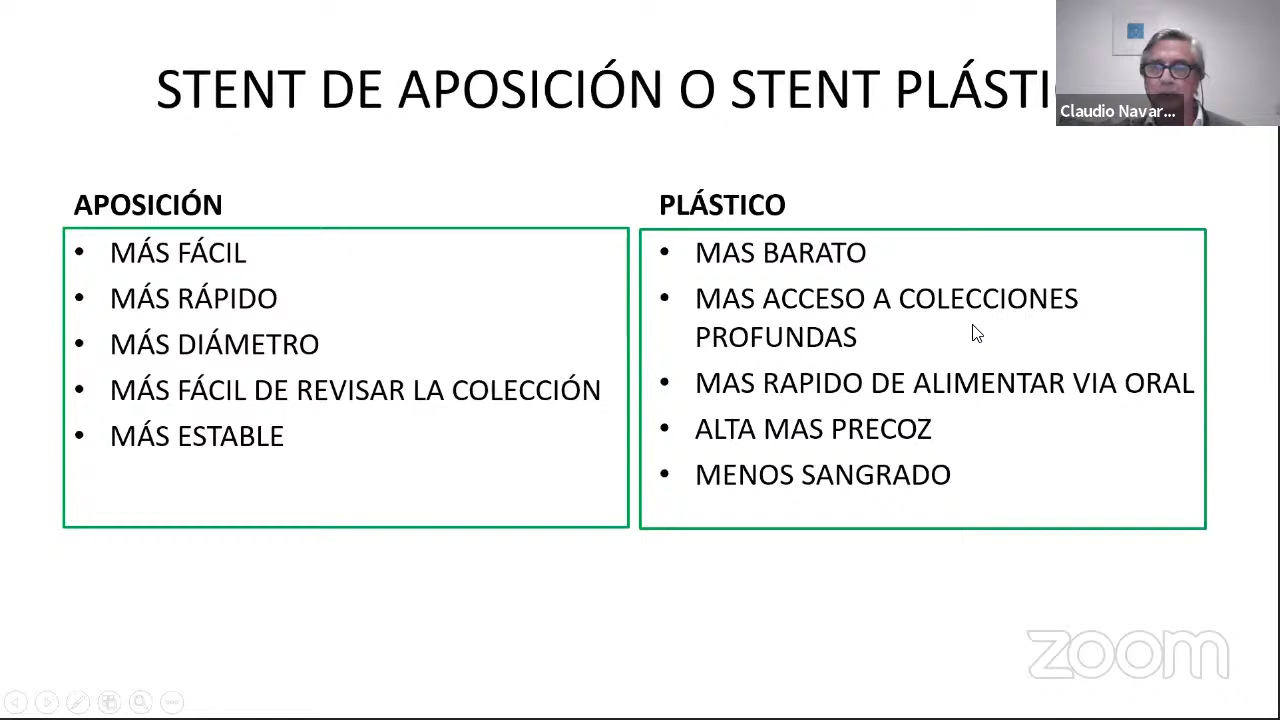 STENT DE APOSICIÓN O STENT PLÁSTI
Claudio Navar...
APOSICIÓN
• MÁS FÁCIL
• MÁS RÁPIDO
• MÁS DIÁMETRO
• MÁS FÁCIL DE REVISAR LA COLECCIÓN
• MÁS ESTABLE
PLÁSTICO
• MAS BARATO
• MAS ACCESO A COLECCIONES
PROFUNDAS
• MAS RAPIDO DE ALIMENTAR VIA ORAL
• ALTA MAS PRECOZ
• MENOS SANGRADO
zoom